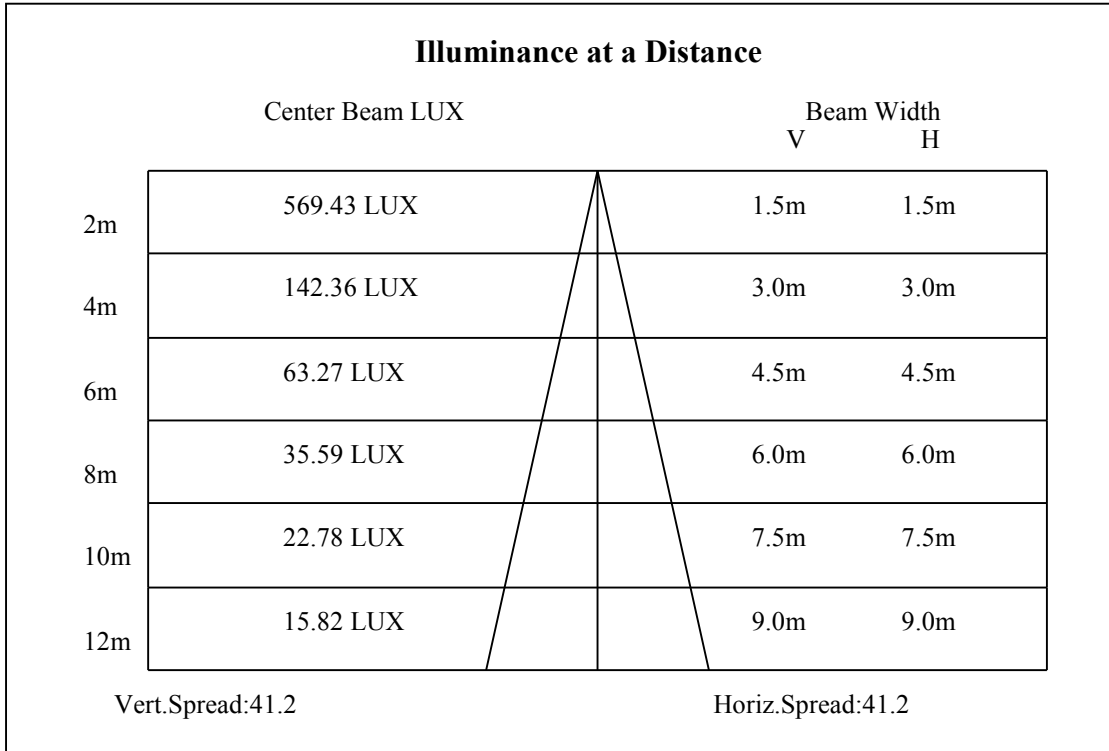 Illuminance at a Distance
Center Beam LUX Beam Width
V H
2m 569.43 LUX 1.5m 1.5m
4m 142.36 LUX 3.0m 3.0m
6m 63.27 LUX 4.5m 4.5m
8m 35.59 LUX 6.0m 6.0m
10m 22.78 LUX 7.5m 7.5m
12m 15.82 LUX 9.0m 9.0m
Vert.Spread:41.2 Horiz.Spread:41.2